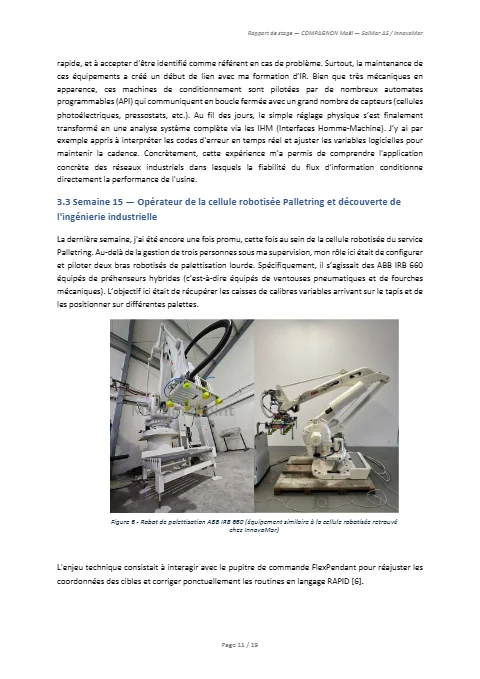 Rapport de stage — COMPAGNON Maël — SalMar AS / InnovaMar
rapide, et à accepter d'être identifié comme référent en cas de problème. Surtout, la maintenance de
ces équipements a créé un début de lien avec ma formation d'IR. Bien que très mécaniques en
apparence, ces machines de conditionnement sont pilotées par de nombreux automates
programmables (API) qui communiquent en boucle fermée avec un grand nombre de capteurs (cellules
photoélectriques, pressostats, etc.). Au fil des jours, le simple réglage physique s'est finalement
transformé en une analyse système complète via les IHM (Interfaces Homme-Machine). J'y ai par
exemple appris à interpréter les codes d'erreur en temps réel et ajuster les variables logicielles pour
maintenir la cadence. Concrètement, cette expérience m'a permis de comprendre l'application
concrète des réseaux industriels dans lesquels la fiabilité du flux d'information conditionne
directement la performance de l'usine.
3.3 Semaine 15 — Opérateur de la cellule robotisée Palletring et découverte de
l'ingénierie industrielle
La dernière semaine, j'ai été encore une fois promu, cette fois au sein de la cellule robotisée du service
Palletring. Au-delà de la gestion de trois personnes sous ma supervision, mon rôle ici était de configurer
et piloter deux bras robotisés de palettisation lourde. Spécifiquement, il s'agissait des ABB IRB 660
équipés de préhenseurs hybrides (c'est-à-dire équipés de ventouses pneumatiques et de fourches
mécaniques). L'objectif ici était de récupérer les caisses de calibres variables arrivant sur le tapis et de
les positionner sur différentes palettes.
Figure 6 - Robot de palettisation ABB IRB 660 (équipement similaire à la cellule robotisée retrouvé
chez InnovaMar)
L'enjeu technique consistait à interagir avec le pupitre de commande FlexPendant pour réajuster les
coordonnées des cibles et corriger ponctuellement les routines en langage RAPID [6].
Page 11 / 19